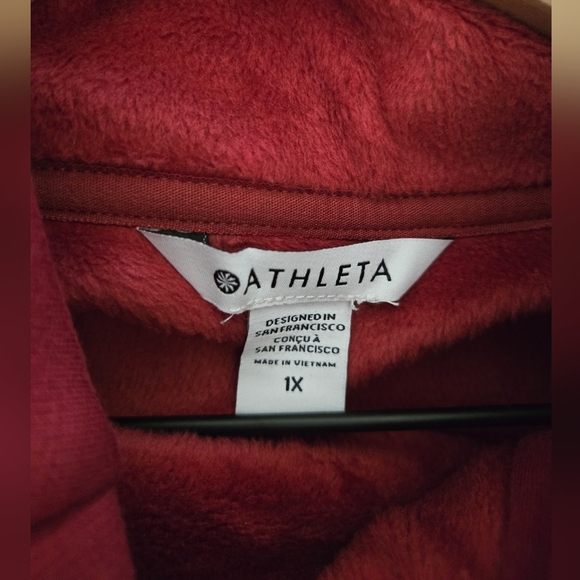 ATHLETA
DESIGNED IN
SAN FRANCISCO
CONÇU À
SAN FRANCISCO
MADE IN VIETNAM
1X